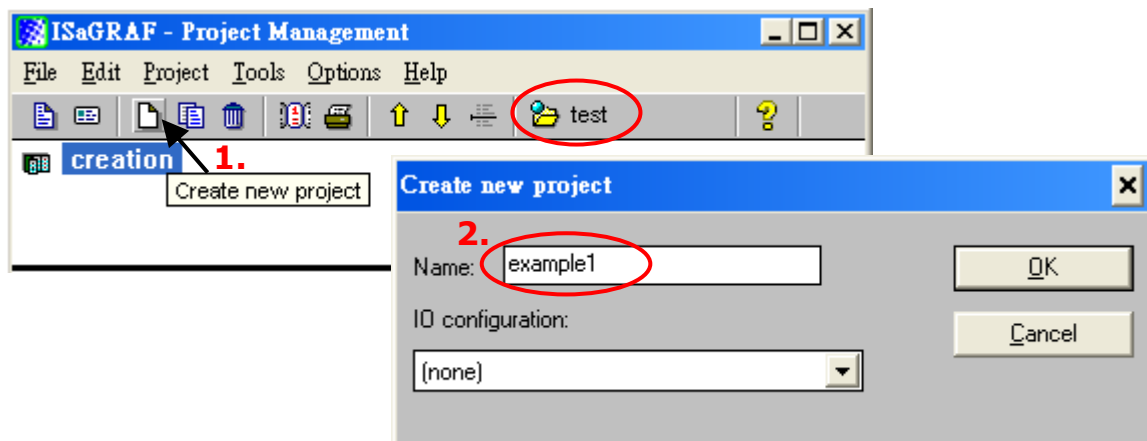 ISaGRAF - Project Management
File Edit Project Tools Options Help
test
creation
1.
Create new project
Create new project
2.
Name: example1
OK
IO configuration:
Cancel
(none)